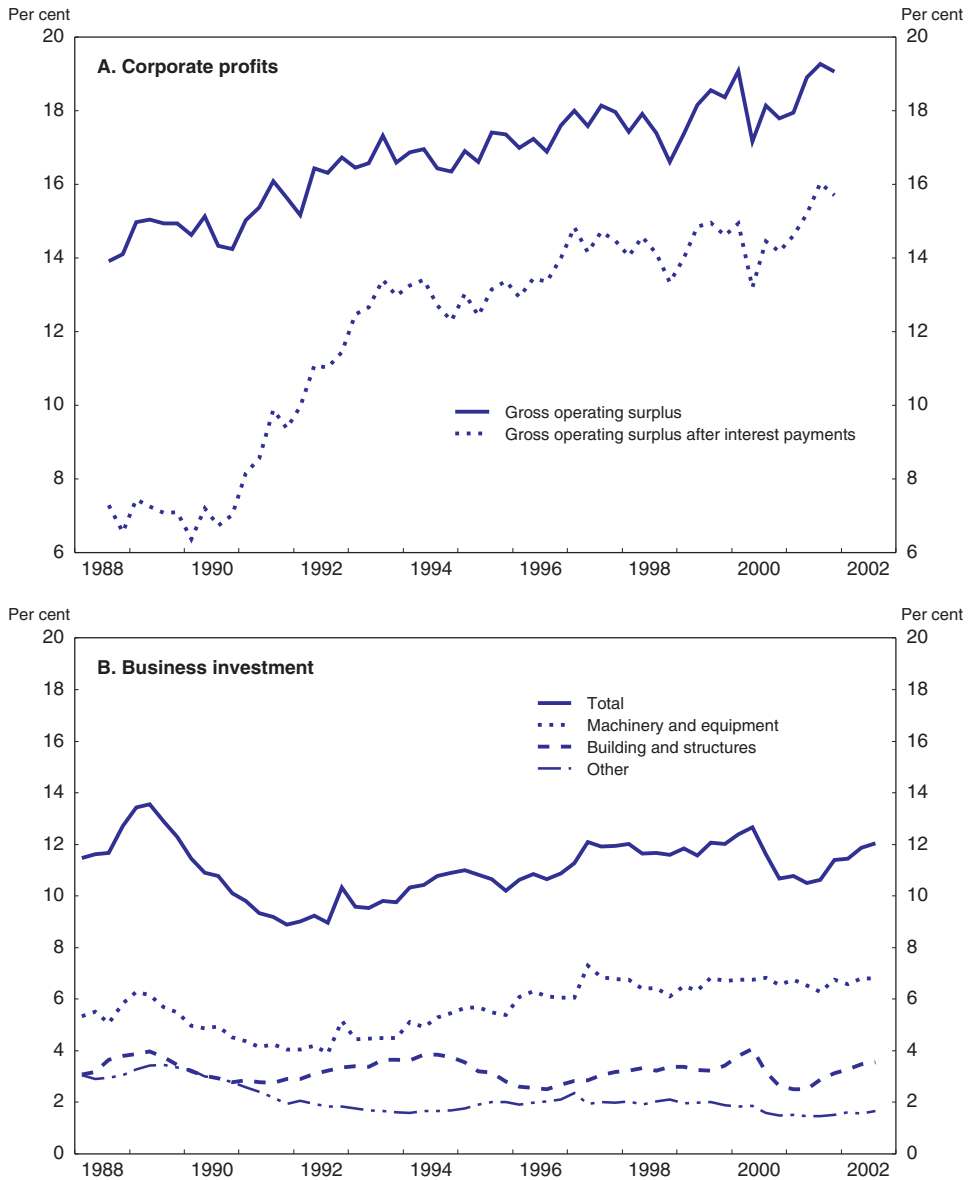 Per cent Per cent
20 20
A. Corporate profits
18 18
16 16
14 14
12 12
10 10
Gross operating surplus
Gross operating surplus after interest payments
8 8
6 6
1988 1990 1992 1994 1996 1998 2000 2002
Per cent Per cent
20 20
B. Business investment
18 18
Total
Machinery and equipment
16 16
Building and structures
Other
14 14
12 12
10 10
8 8
6 6
4 4
2 2
0 0
1988 1990 1992 1994 1996 1998 2000 2002